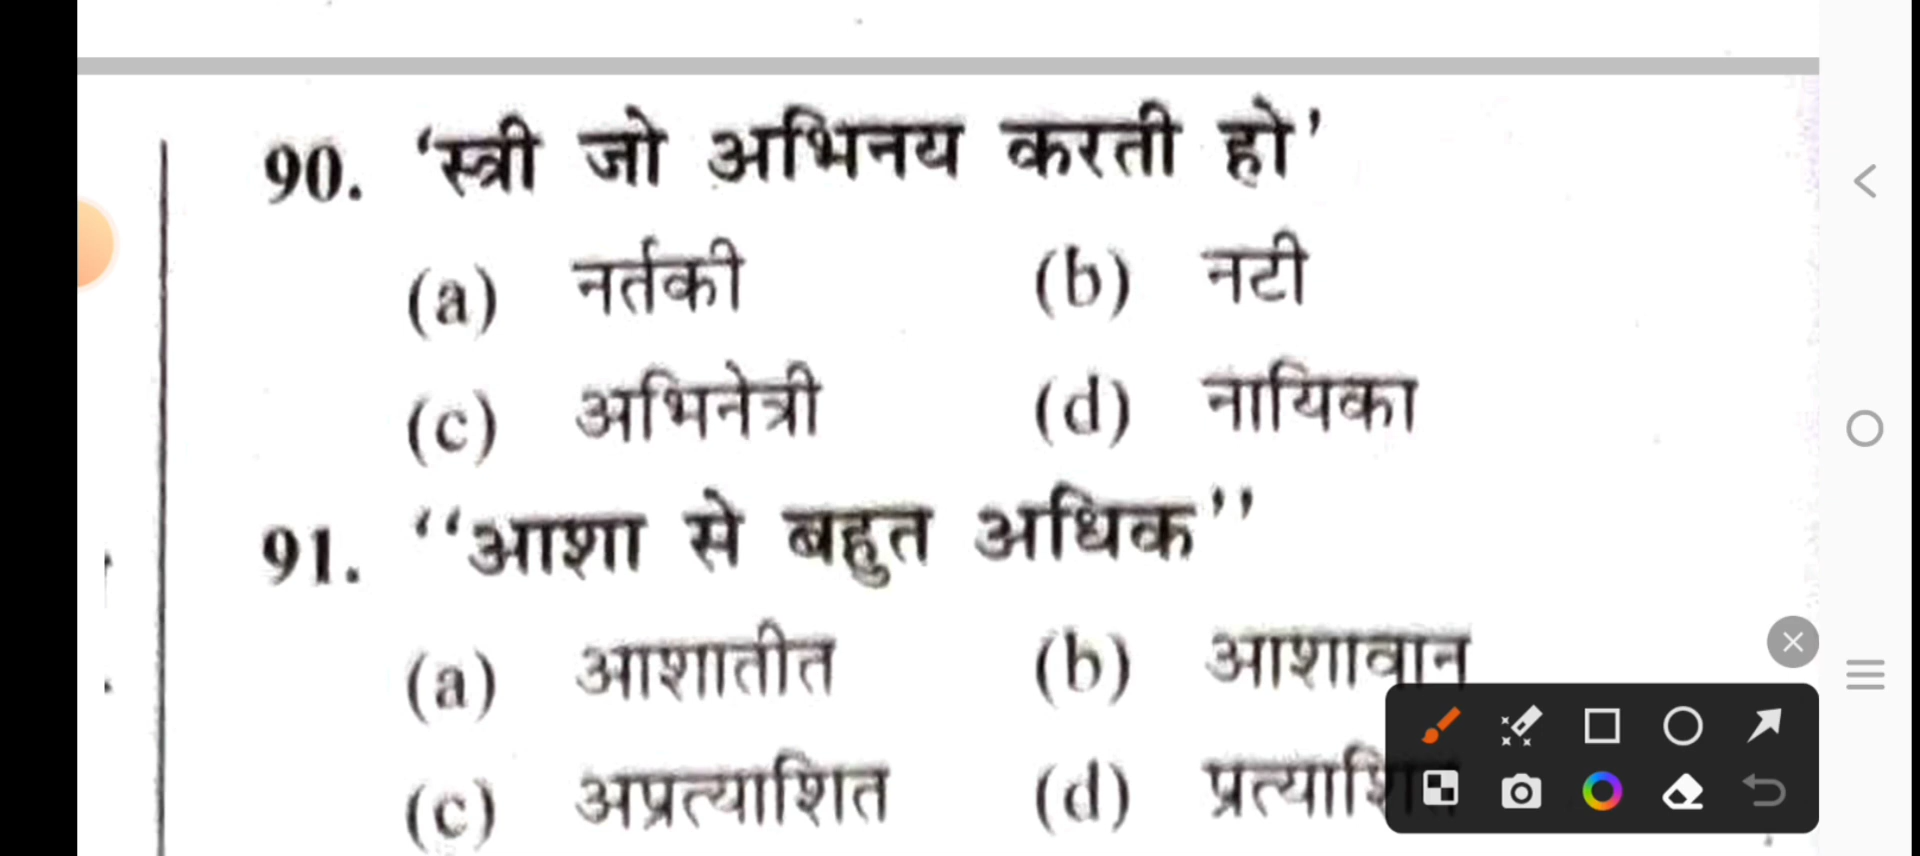 90. ‘स्त्री जो अभिनय करती हो’
(a) नर्तकी (b) नटी
(c) अभिनेत्री (d) नायिका
91. ‘‘आशा से बहुत अधिक’’
(a) आशातीत (b) आशावान
(c) अप्रत्याशित (d)